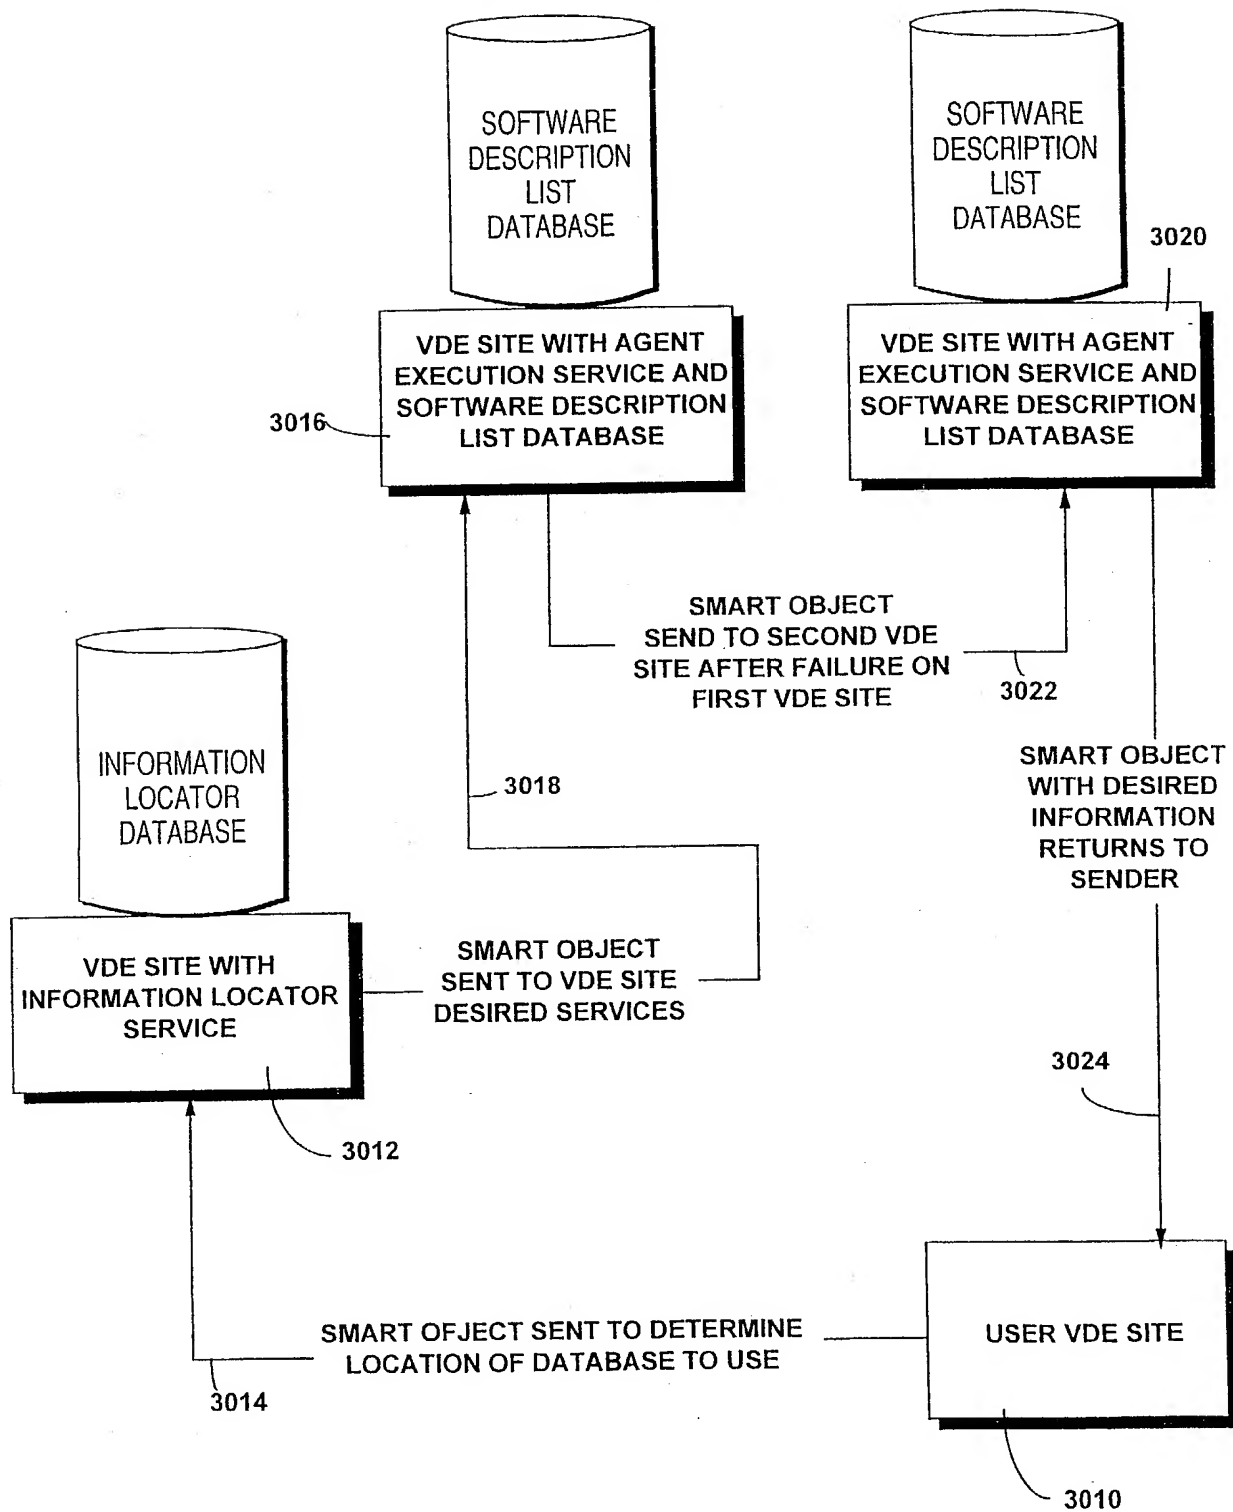 SOFTWARE
DESCRIPTION
LIST
DATABASE
SOFTWARE
DESCRIPTION
LIST
DATABASE
3020
VDE SITE WITH AGENT
EXECUTION SERVICE AND
SOFTWARE DESCRIPTION
LIST DATABASE
3016
VDE SITE WITH AGENT
EXECUTION SERVICE AND
SOFTWARE DESCRIPTION
LIST DATABASE
SMART OBJECT
SEND TO SECOND VDE
SITE AFTER FAILURE ON
FIRST VDE SITE
3022
INFORMATION
LOCATOR
DATABASE
3018
SMART OBJECT
WITH DESIRED
INFORMATION
RETURNS TO
SENDER
VDE SITE WITH
INFORMATION LOCATOR
SERVICE
SMART OBJECT
SENT TO VDE SITE
DESIRED SERVICES
3024
3012
SMART OFJECT SENT TO DETERMINE
LOCATION OF DATABASE TO USE
3014
USER VDE SITE
3010